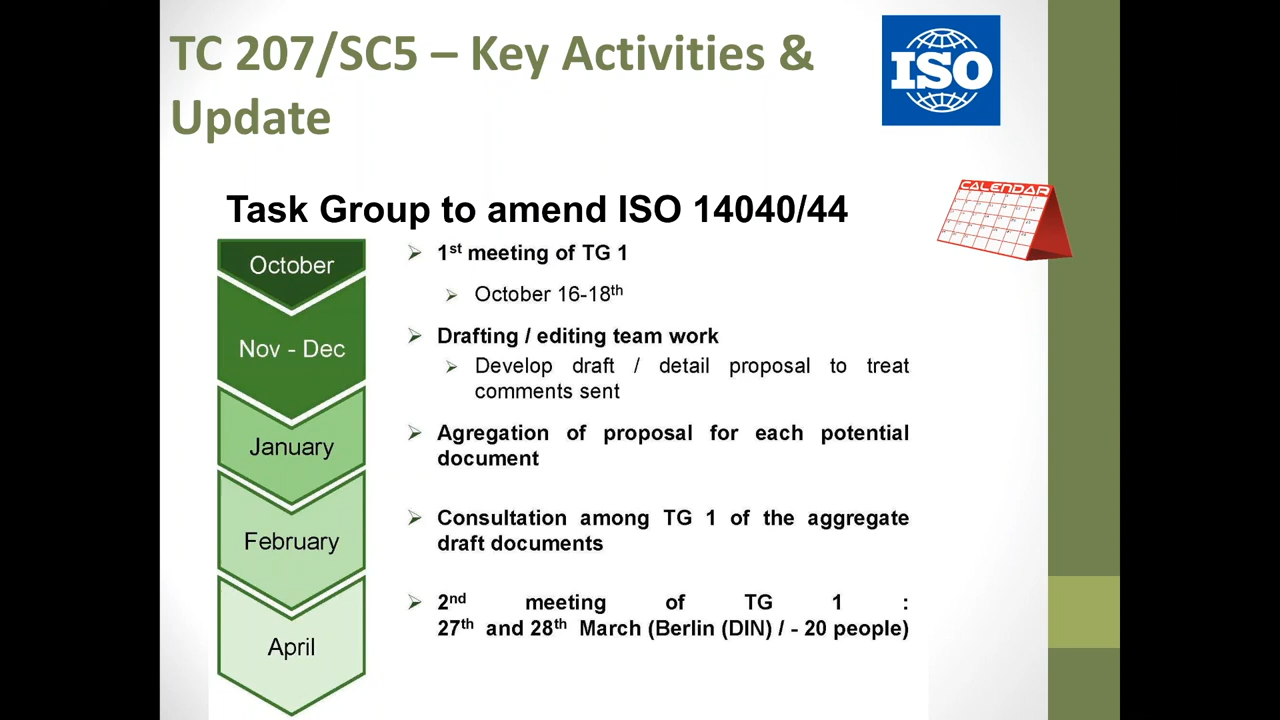 TC 207/SC5 – Key Activities &
Update
ISO
CALENDAR
Task Group to amend ISO 14040/44
October
1st meeting of TG 1
October 16-18th
Nov - Dec
Drafting / editing team work
Develop draft / detail proposal to treat
comments sent
January
Agregation of proposal for each potential
document
February
Consultation among TG 1 of the aggregate
draft documents
April
2nd meeting of TG 1 :
27th and 28th March (Berlin (DIN) / - 20 people)